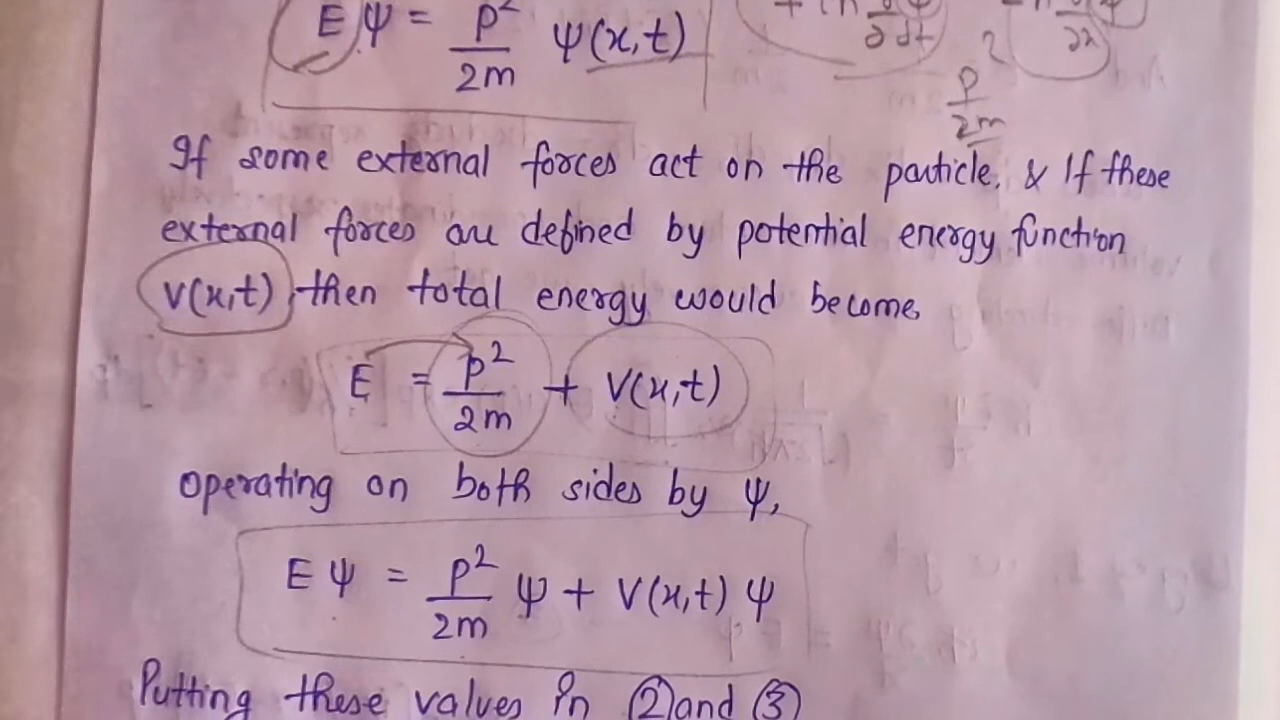 Eψ = p²/2m ψ(x,t)
p/2m
If some external forces act on the particle. & If these
external forces are defined by potential energy function
V(x,t) then total energy would become
E = p²/2m + V(x,t)
operating on both sides by ψ,
Eψ = p²/2m ψ + V(x,t) ψ
Putting these values in ② and ③